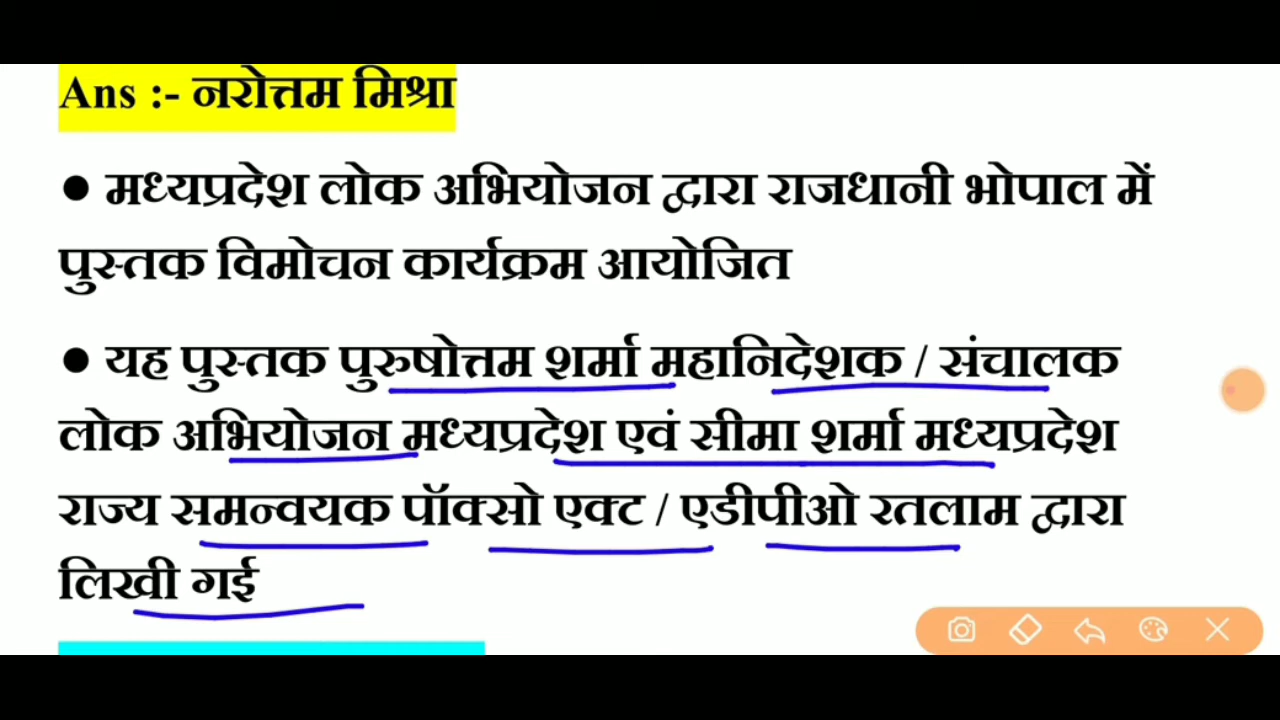 Ans :- नरोत्तम मिश्रा
● मध्यप्रदेश लोक अभियोजन द्वारा राजधानी भोपाल में
पुस्तक विमोचन कार्यक्रम आयोजित
● यह पुस्तक पुरुषोत्तम शर्मा महानिदेशक / संचालक
लोक अभियोजन मध्यप्रदेश एवं सीमा शर्मा मध्यप्रदेश
राज्य समन्वयक पॉक्सो एक्ट / एडीपीओ रतलाम द्वारा
लिखी गई